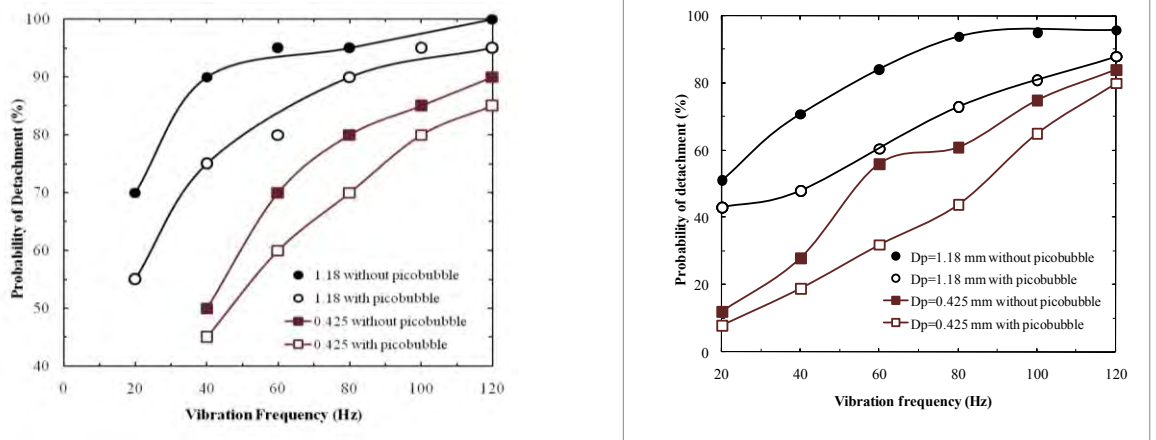 100
90
80
70
60
50
40
Probability of Detachment (%)
1.18 without picobubble
1.18 with picobubble
0.425 without picobubble
0.425 with picobubble
0 20 40 60 80 100 120
Vibration Frequency (Hz)
100
80
60
40
20
0
Probability of detachment (%)
Dp=1.18 mm without picobubble
Dp=1.18 mm with picobubble
Dp=0.425 mm without picobubble
Dp=0.425 mm with picobubble
20 40 60 80 100 120
Vibration frequency (Hz)